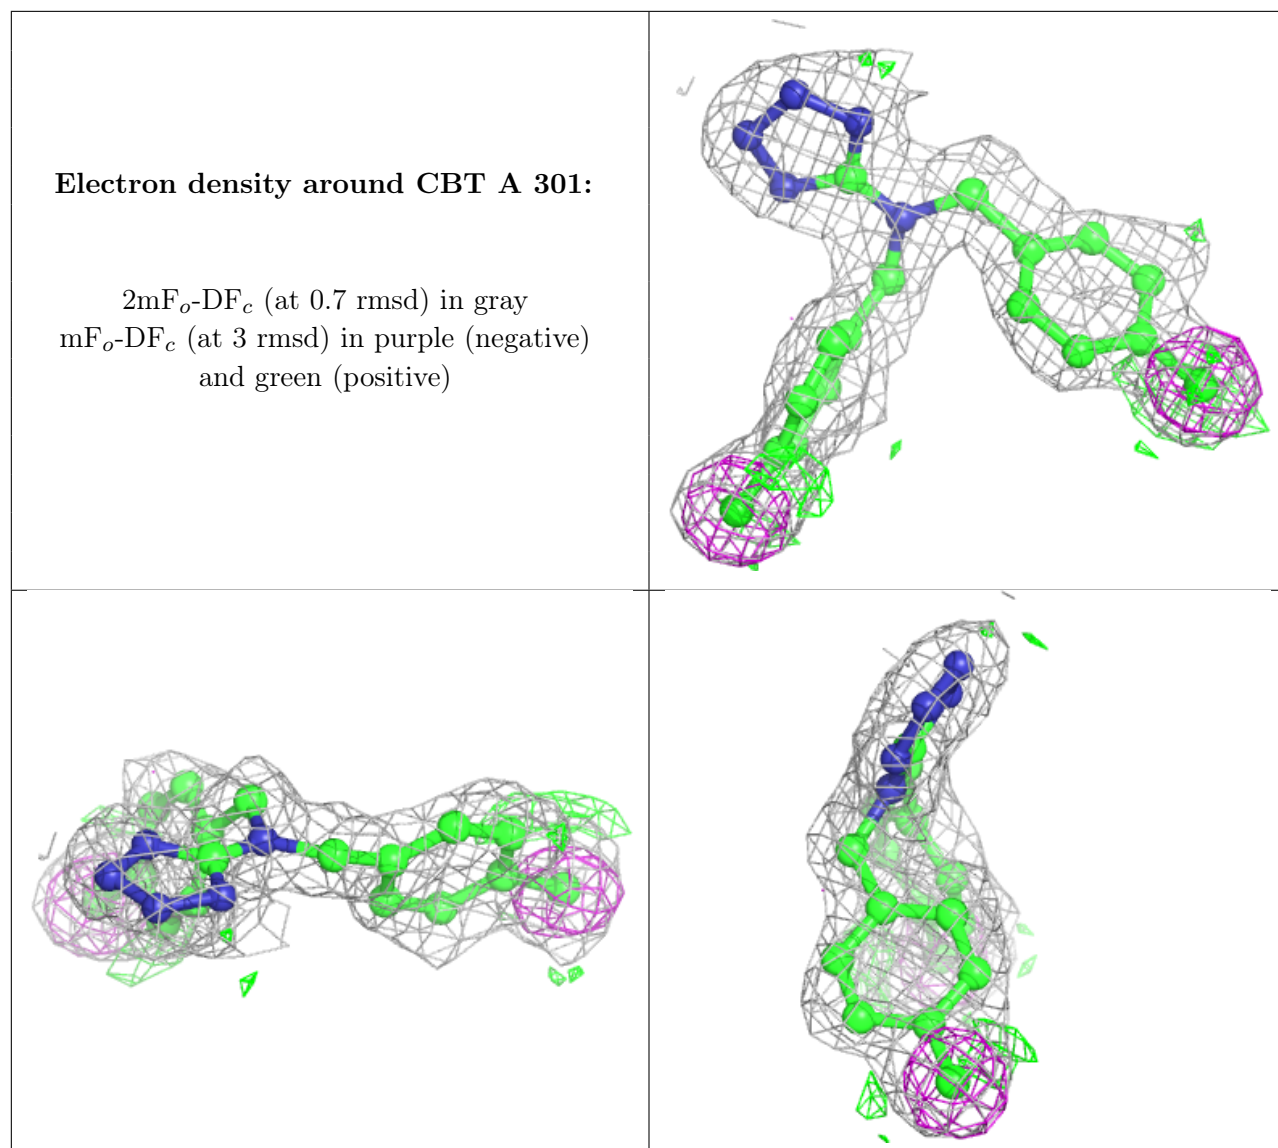 Electron density around CBT A 301:
2mFo-DFc (at 0.7 rmsd) in gray
mFo-DFc (at 3 rmsd) in purple (negative)
and green (positive)